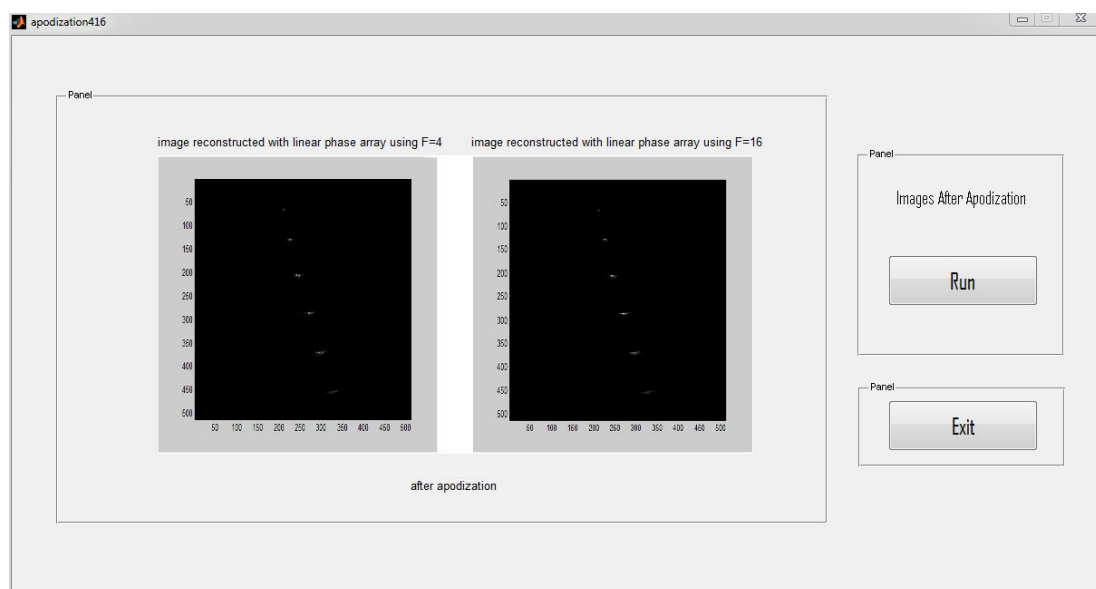 apodization416
Panel
image reconstructed with linear phase array using F=4
image reconstructed with linear phase array using F=16
50
100
150
200
250
300
350
400
450
500
50 100 150 200 250 300 350 400 450 500
50
100
150
200
250
300
350
400
450
500
50 100 150 200 250 300 350 400 450 500
after apodization
Panel
Images After Apodization
Run
Panel
Exit